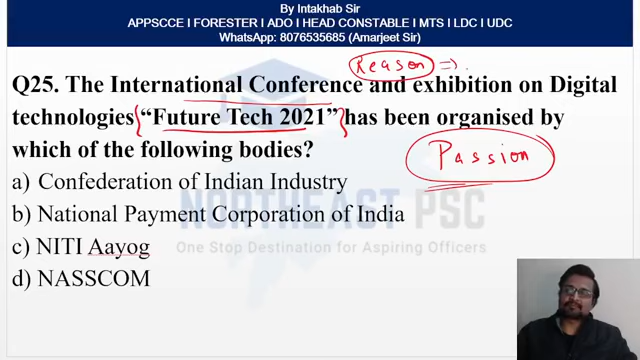 By Intakhab Sir
APPSCCE I FORESTER I ADO I HEAD CONSTABLE I MTS I LDC I UDC
WhatsApp: 8076535685 (Amarjeet Sir)
Reason ⇒
Q25. The International Conference and exhibition on Digital
technologies “Future Tech 2021” has been organised by
which of the following bodies?
Passion
a) Confederation of Indian Industry
b) National Payment Corporation of India
c) NITI Aayog
d) NASSCOM
NORTHEAST PSC
One Stop Destination for Aspiring Officers